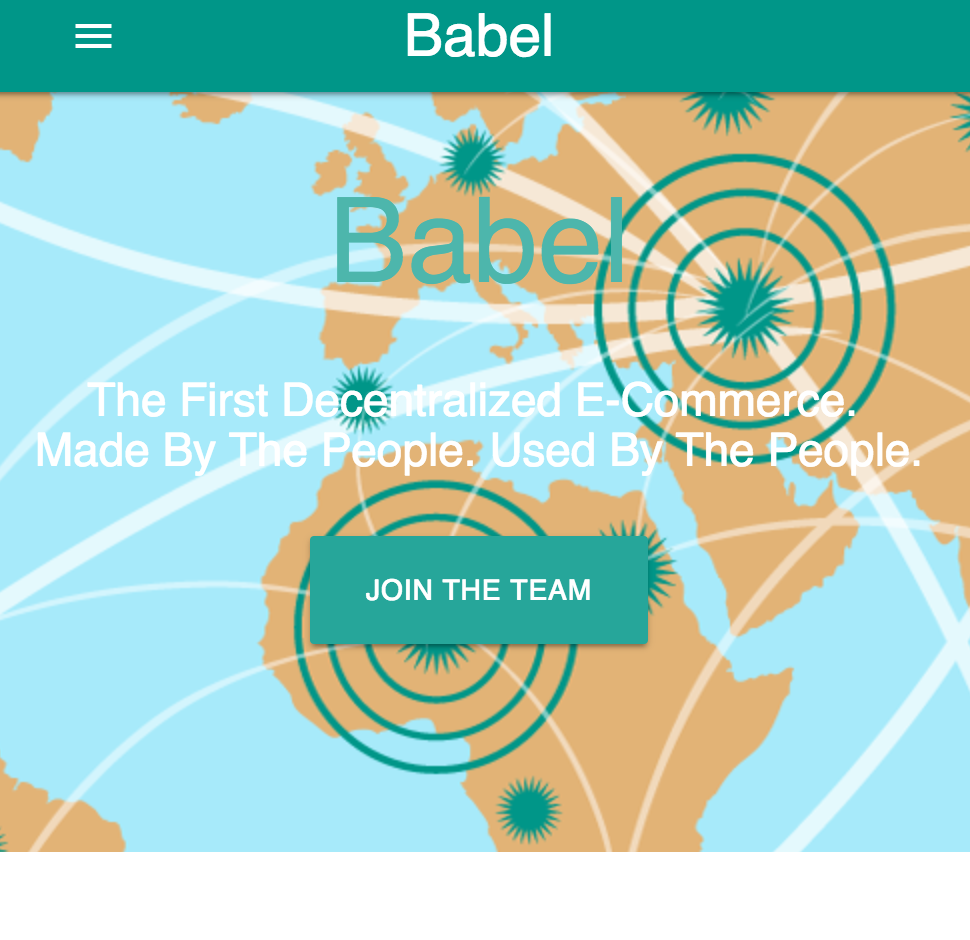 Babel
Babel
The First Decentralized E-Commerce.
Made By The People. Used By The People.
JOIN THE TEAM